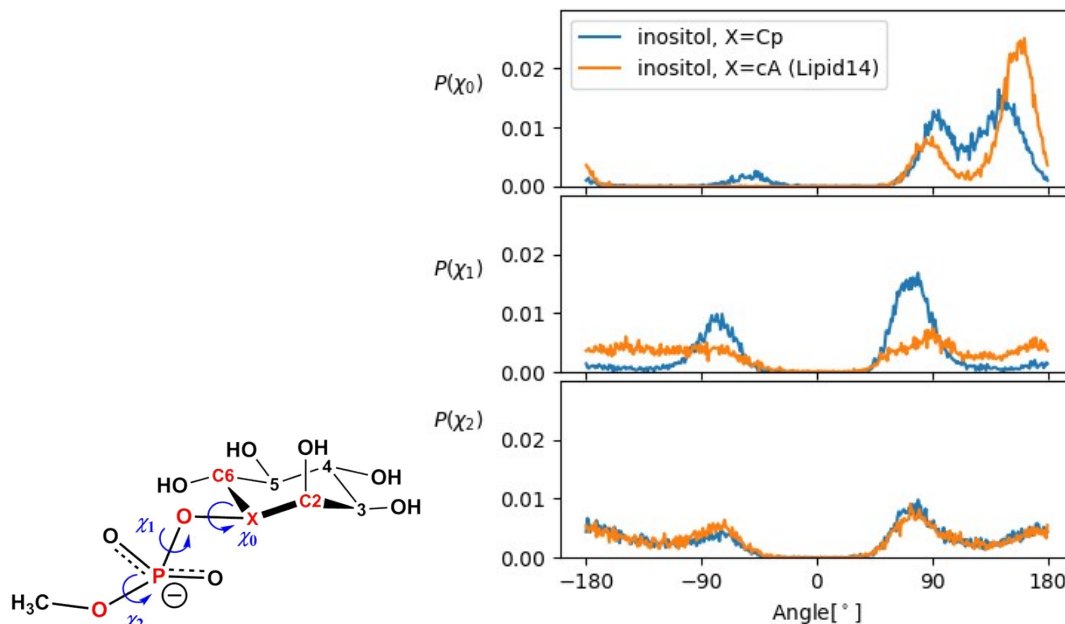 inositol, X=Cp
inositol, X=cA (Lipid14)
P(χ₀)
0.02
0.01
0.00
P(χ₁)
0.02
0.01
0.00
P(χ₂)
0.02
0.01
0.00
−180 −90 0 90 180
Angle[°]
HO OH
4
C6 5 OH
HO C2 3 OH
O X
χ₁ χ₀
O
P O
−
H₃C O
χ₂